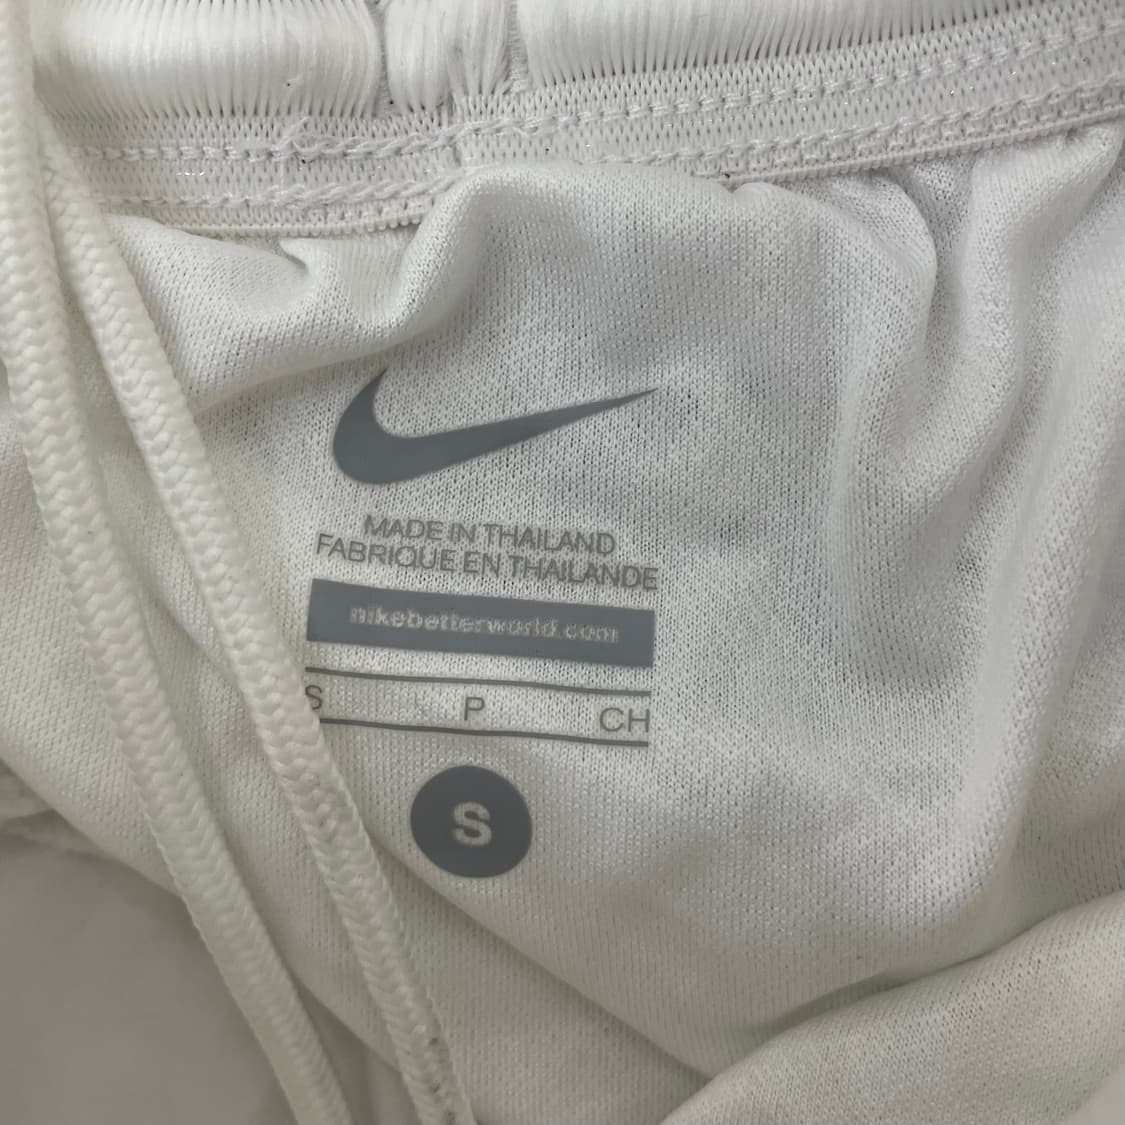 MADE IN THAILAND
FABRIQUE EN THAILANDE
nikebetterworld.com
S P CH
S